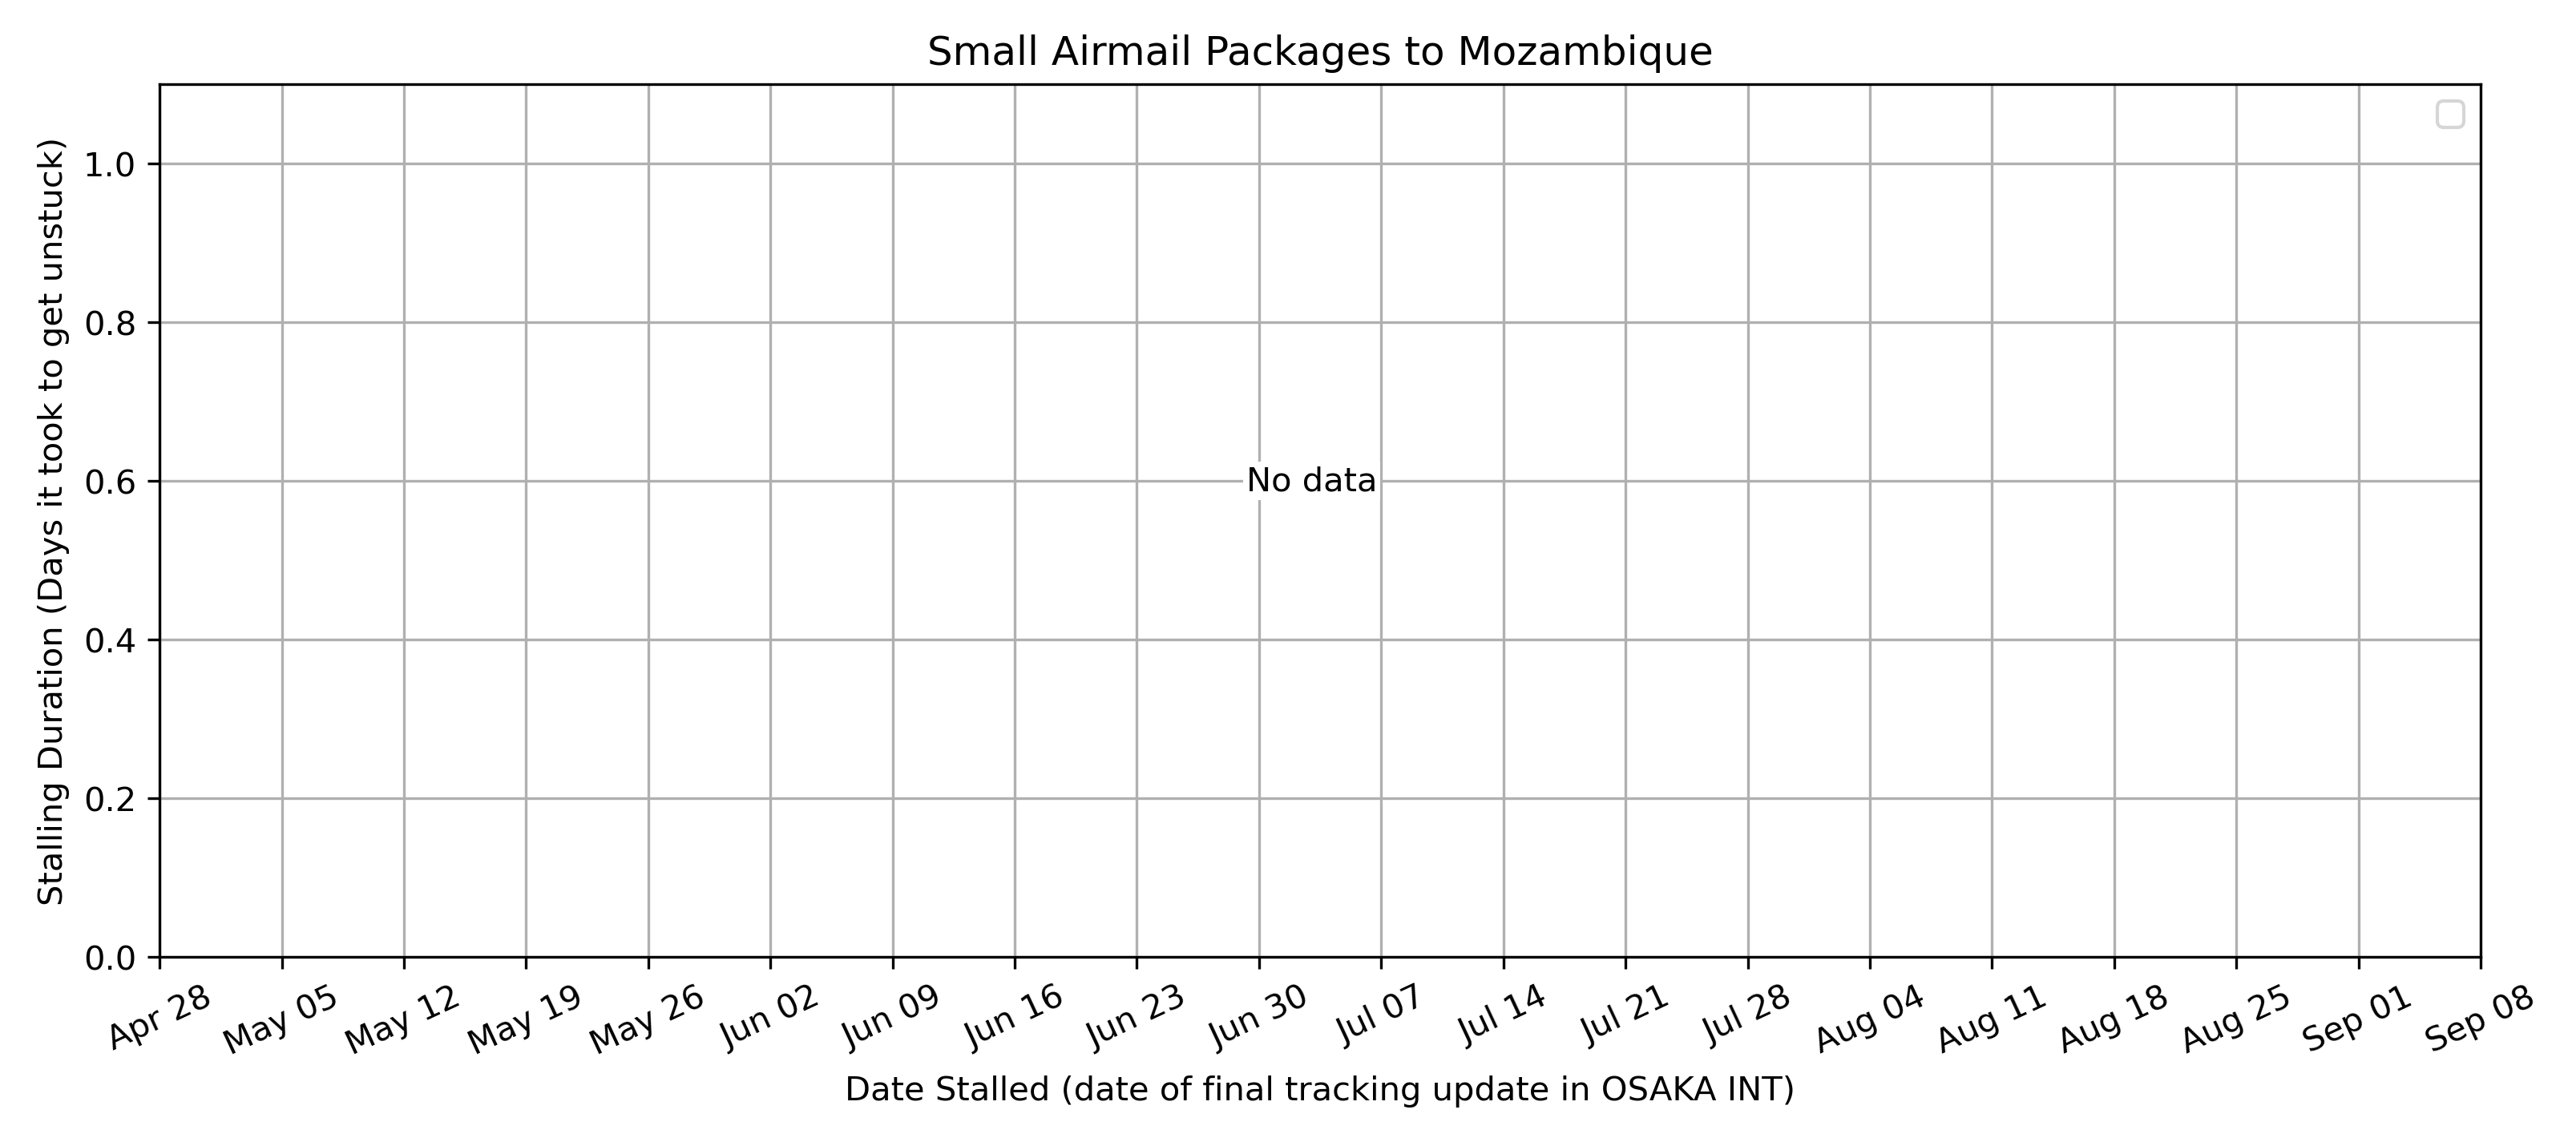 Small Airmail Packages to Mozambique
Stalling Duration (Days it took to get unstuck)
1.0
0.8
0.6
0.4
0.2
0.0
No data
Apr 28
May 05
May 12
May 19
May 26
Jun 02
Jun 09
Jun 16
Jun 23
Jun 30
Jul 07
Jul 14
Jul 21
Jul 28
Aug 04
Aug 11
Aug 18
Aug 25
Sep 01
Sep 08
Date Stalled (date of final tracking update in OSAKA INT)